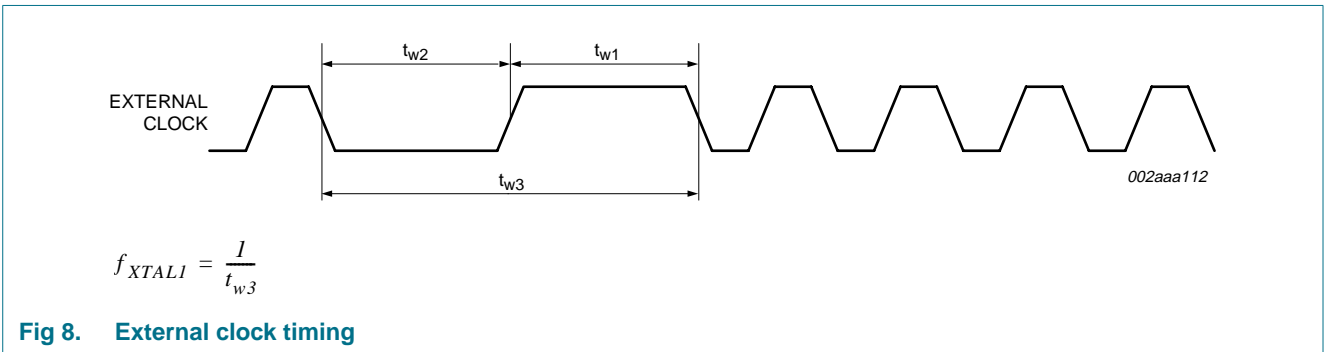 t_w2 t_w1
EXTERNAL
CLOCK
t_w3
002aaa112
f_XTAL1 = 1/t_w3
Fig 8. External clock timing